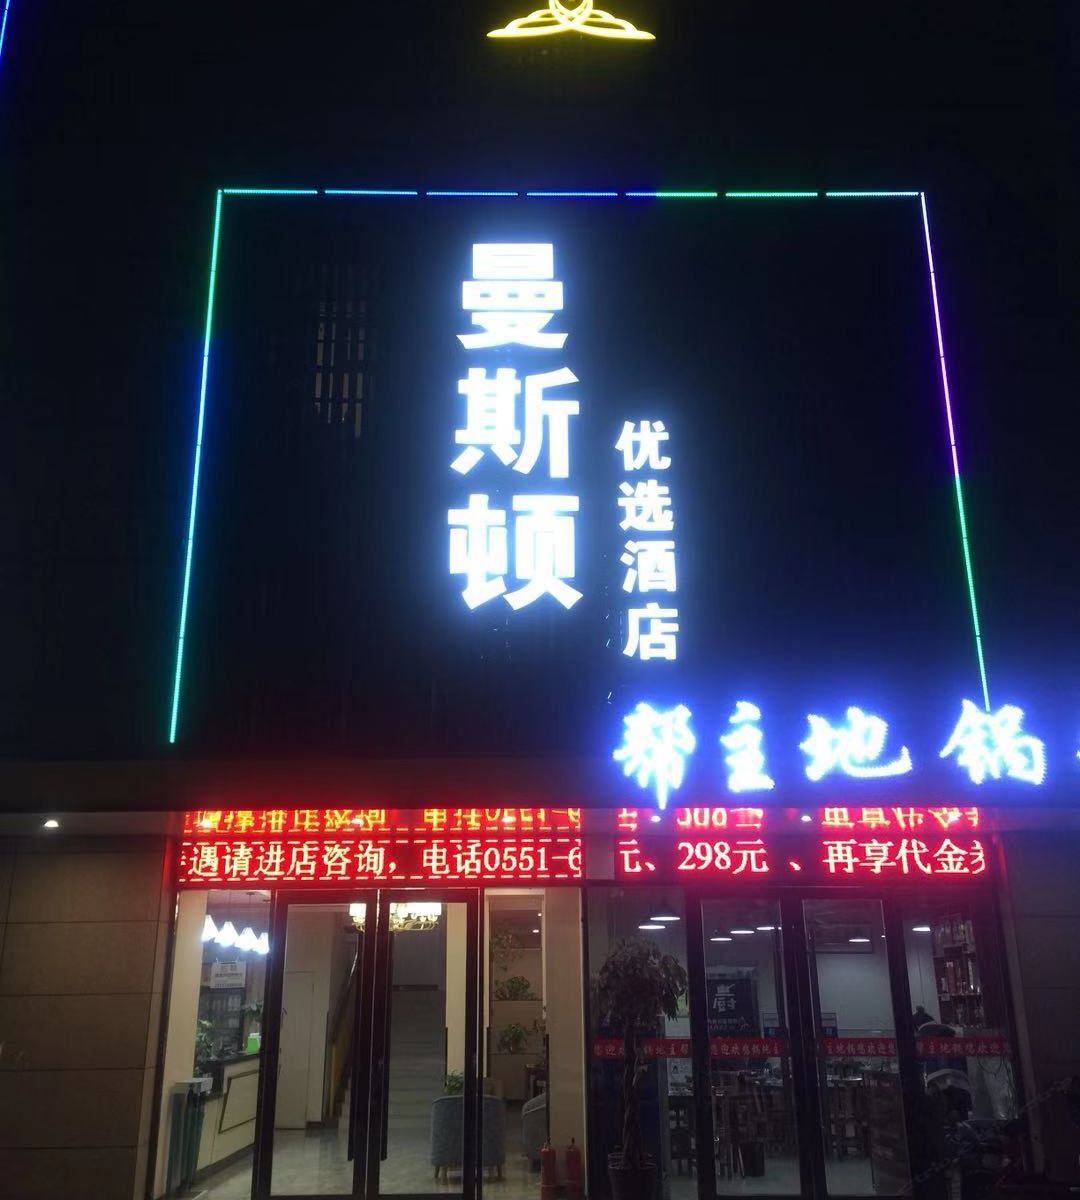 曼斯顿
优选酒店
帮主地锅
遇请进店咨询，电话0551-6
元、298元、再享代金券